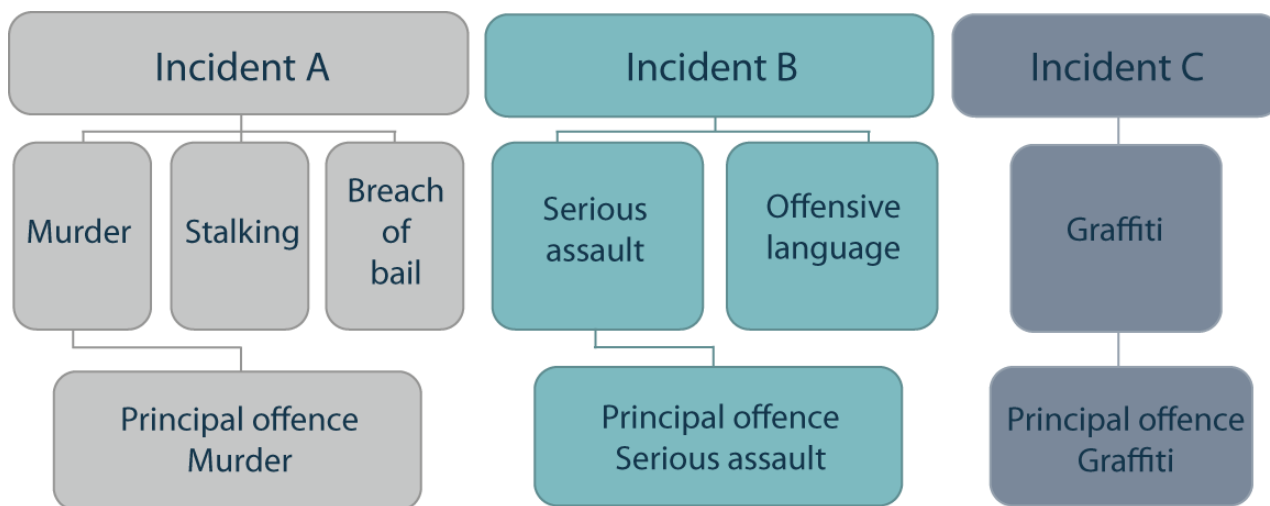 Incident A
Incident B
Incident C
Murder
Stalking
Breach
of
bail
Serious
assault
Offensive
language
Graffiti
Principal offence
Murder
Principal offence
Serious assault
Principal offence
Graffiti